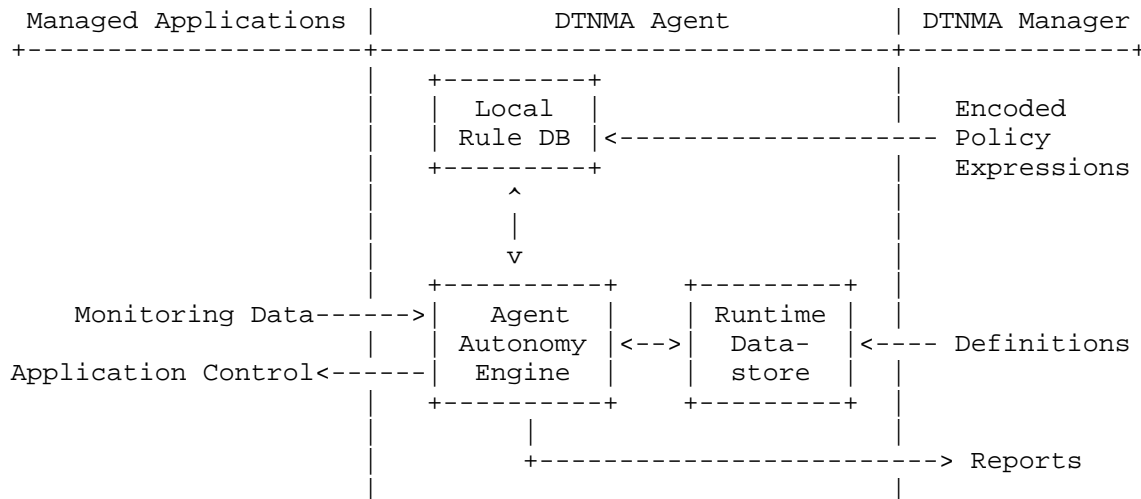 Managed Applications | DTNMA Agent | DTNMA Manager
Local
Rule DB
Encoded
Policy
Expressions
Monitoring Data
Application Control
Agent
Autonomy
Engine
Runtime
Data-
store
Definitions
Reports